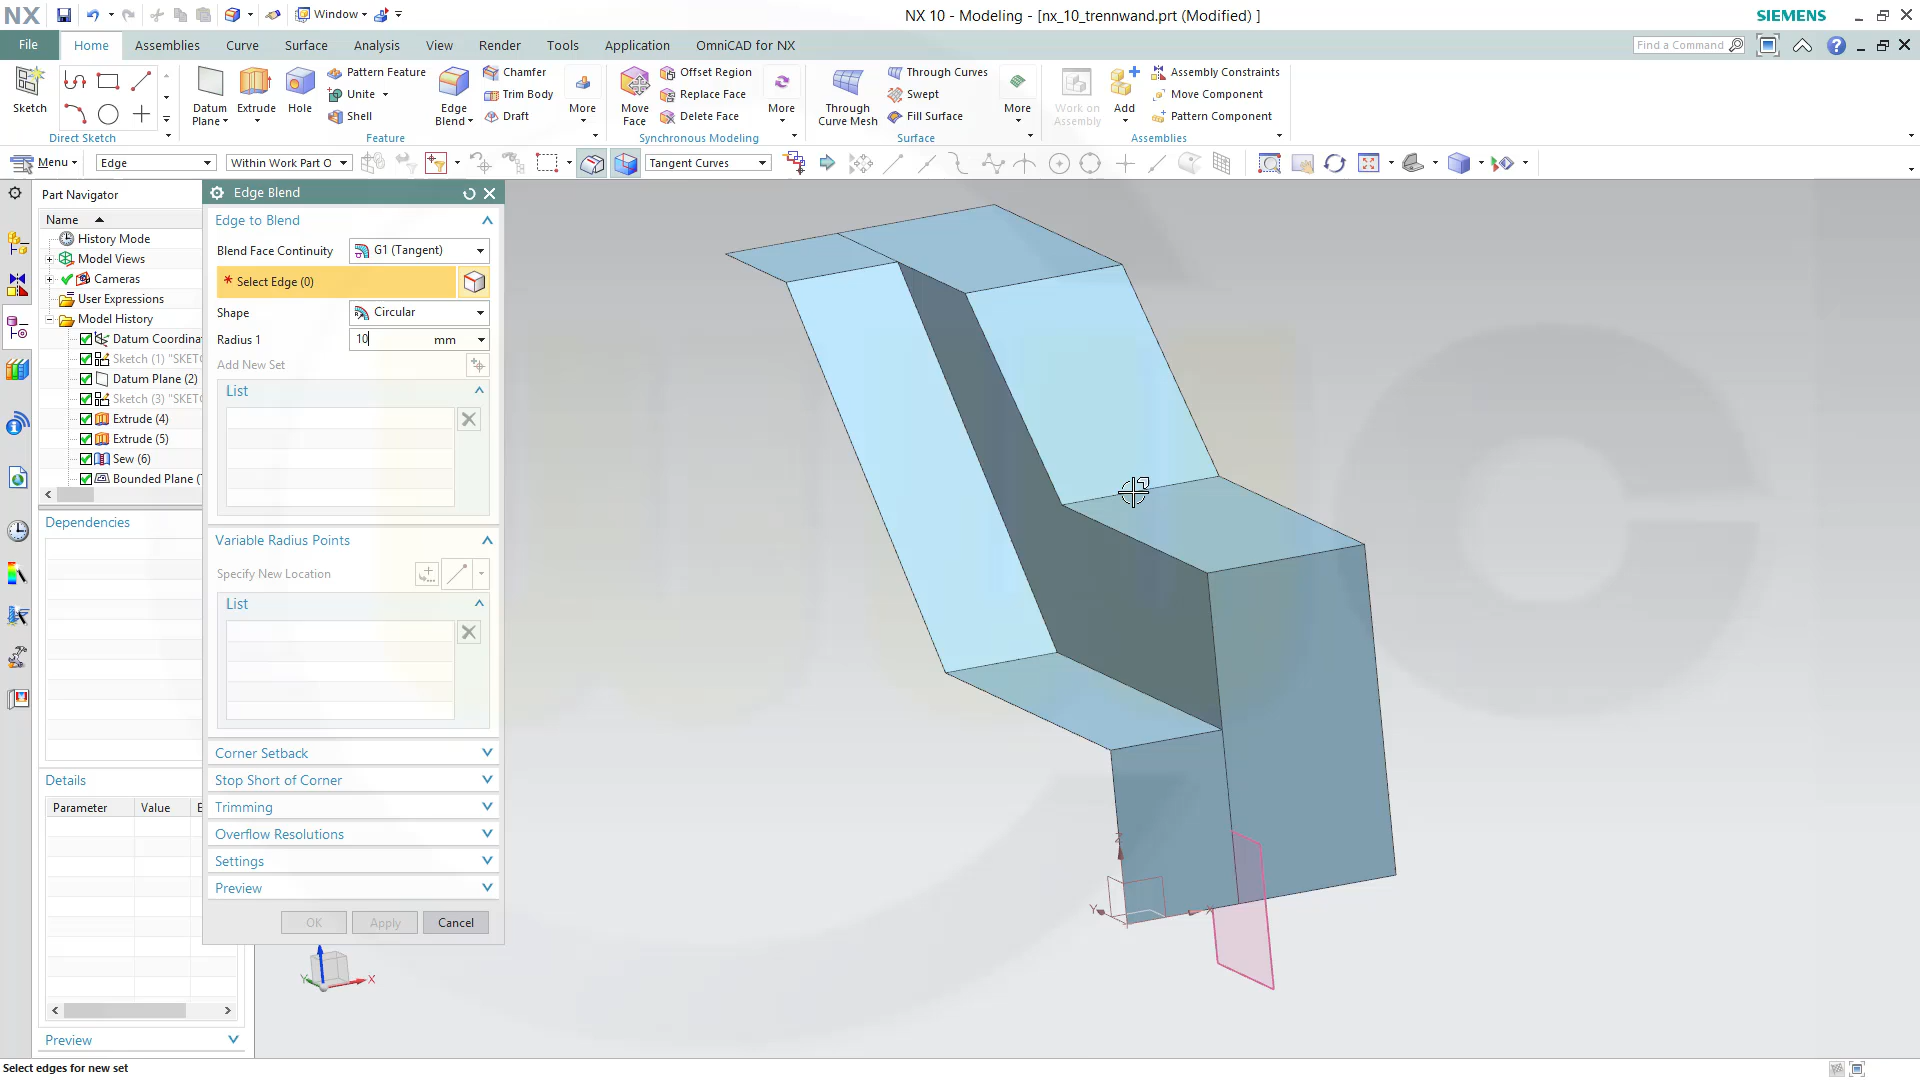 NX
Window
NX 10 - Modeling - [nx_10_trennwand.prt (Modified) ]
SIEMENS
File
Home
Assemblies
Curve
Surface
Analysis
View
Render
Tools
Application
OmniCAD for NX
Find a Command
Sketch
Direct Sketch
Datum Plane
Extrude
Hole
Pattern Feature
Unite
Shell
Edge Blend
Chamfer
Trim Body
Draft
More
Feature
Move Face
Offset Region
Replace Face
Delete Face
More
Synchronous Modeling
Through Curve Mesh
Through Curves
Swept
Fill Surface
More
Surface
Work on Assembly
Add
Assembly Constraints
Move Component
Pattern Component
Assemblies
Menu
Edge
Within Work Part O
Tangent Curves
Part Navigator
Name
History Mode
Model Views
Cameras
User Expressions
Model History
Datum Coordina
Sketch (1) "SKET
Datum Plane (2)
Sketch (3) "SKET
Extrude (4)
Extrude (5)
Sew (6)
Bounded Plane (
Dependencies
Details
Parameter
Value
E
Preview
Edge Blend
Edge to Blend
Blend Face Continuity
G1 (Tangent)
* Select Edge (0)
Shape
Circular
Radius 1
10
mm
Add New Set
List
Variable Radius Points
Specify New Location
List
Corner Setback
Stop Short of Corner
Trimming
Overflow Resolutions
Settings
Preview
OK
Apply
Cancel
Z
Y
X
Y
X
Select edges for new set